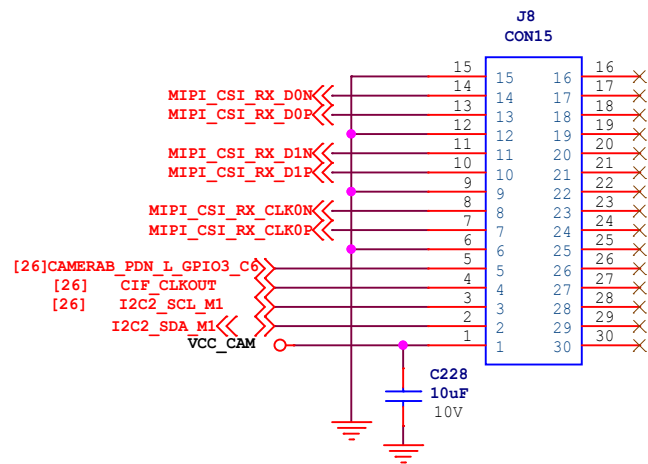 J8
CON15
15 15 16 16
MIPI_CSI_RX_D0N 14 14 17 17
MIPI_CSI_RX_D0P 13 13 18 18
12 12 19 19
MIPI_CSI_RX_D1N 11 11 20 20
MIPI_CSI_RX_D1P 10 10 21 21
9 9 22 22
MIPI_CSI_RX_CLK0N 8 8 23 23
MIPI_CSI_RX_CLK0P 7 7 24 24
6 6 25 25
[26]CAMERAB_PDN_L_GPIO3_C6 5 5 26 26
[26] CIF_CLKOUT 4 4 27 27
[26] I2C2_SCL_M1 3 3 28 28
I2C2_SDA_M1 2 2 29 29
VCC_CAM 1 1 30 30
C228
10uF
10V